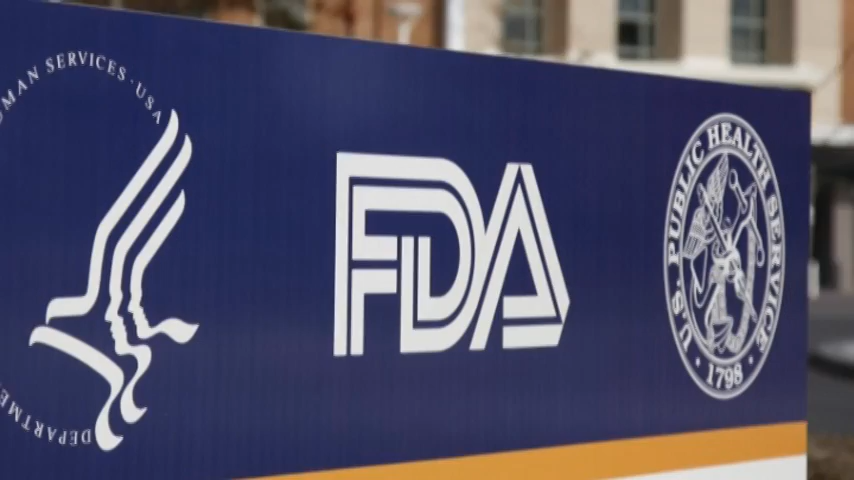 MAN SERVICES · USA
DEPARTME
FDA
U.S. PUBLIC HEALTH SERVICE
· 1798 ·